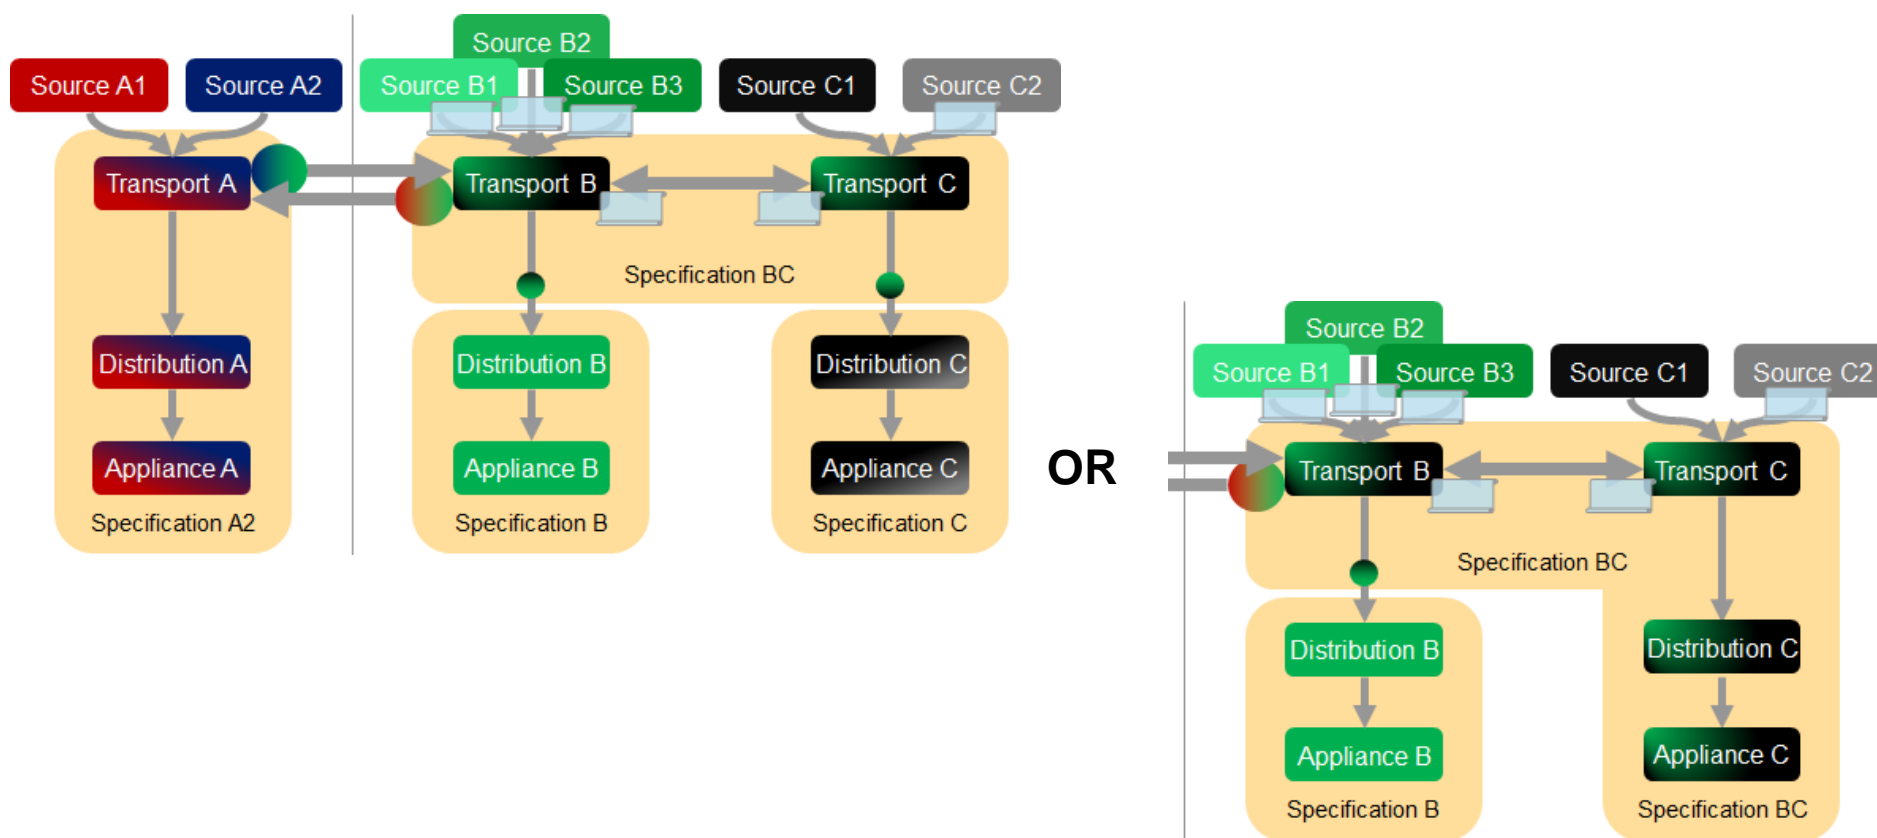 Source B2
Source A1
Source A2
Source B1
Source B3
Source C1
Source C2
Transport A
Transport B
Transport C
Specification BC
Distribution A
Distribution B
Distribution C
Appliance A
Appliance B
Appliance C
Specification A2
Specification B
Specification C
OR
Source B2
Source B1
Source B3
Source C1
Source C2
Transport B
Transport C
Specification BC
Distribution B
Distribution C
Appliance B
Appliance C
Specification B
Specification BC